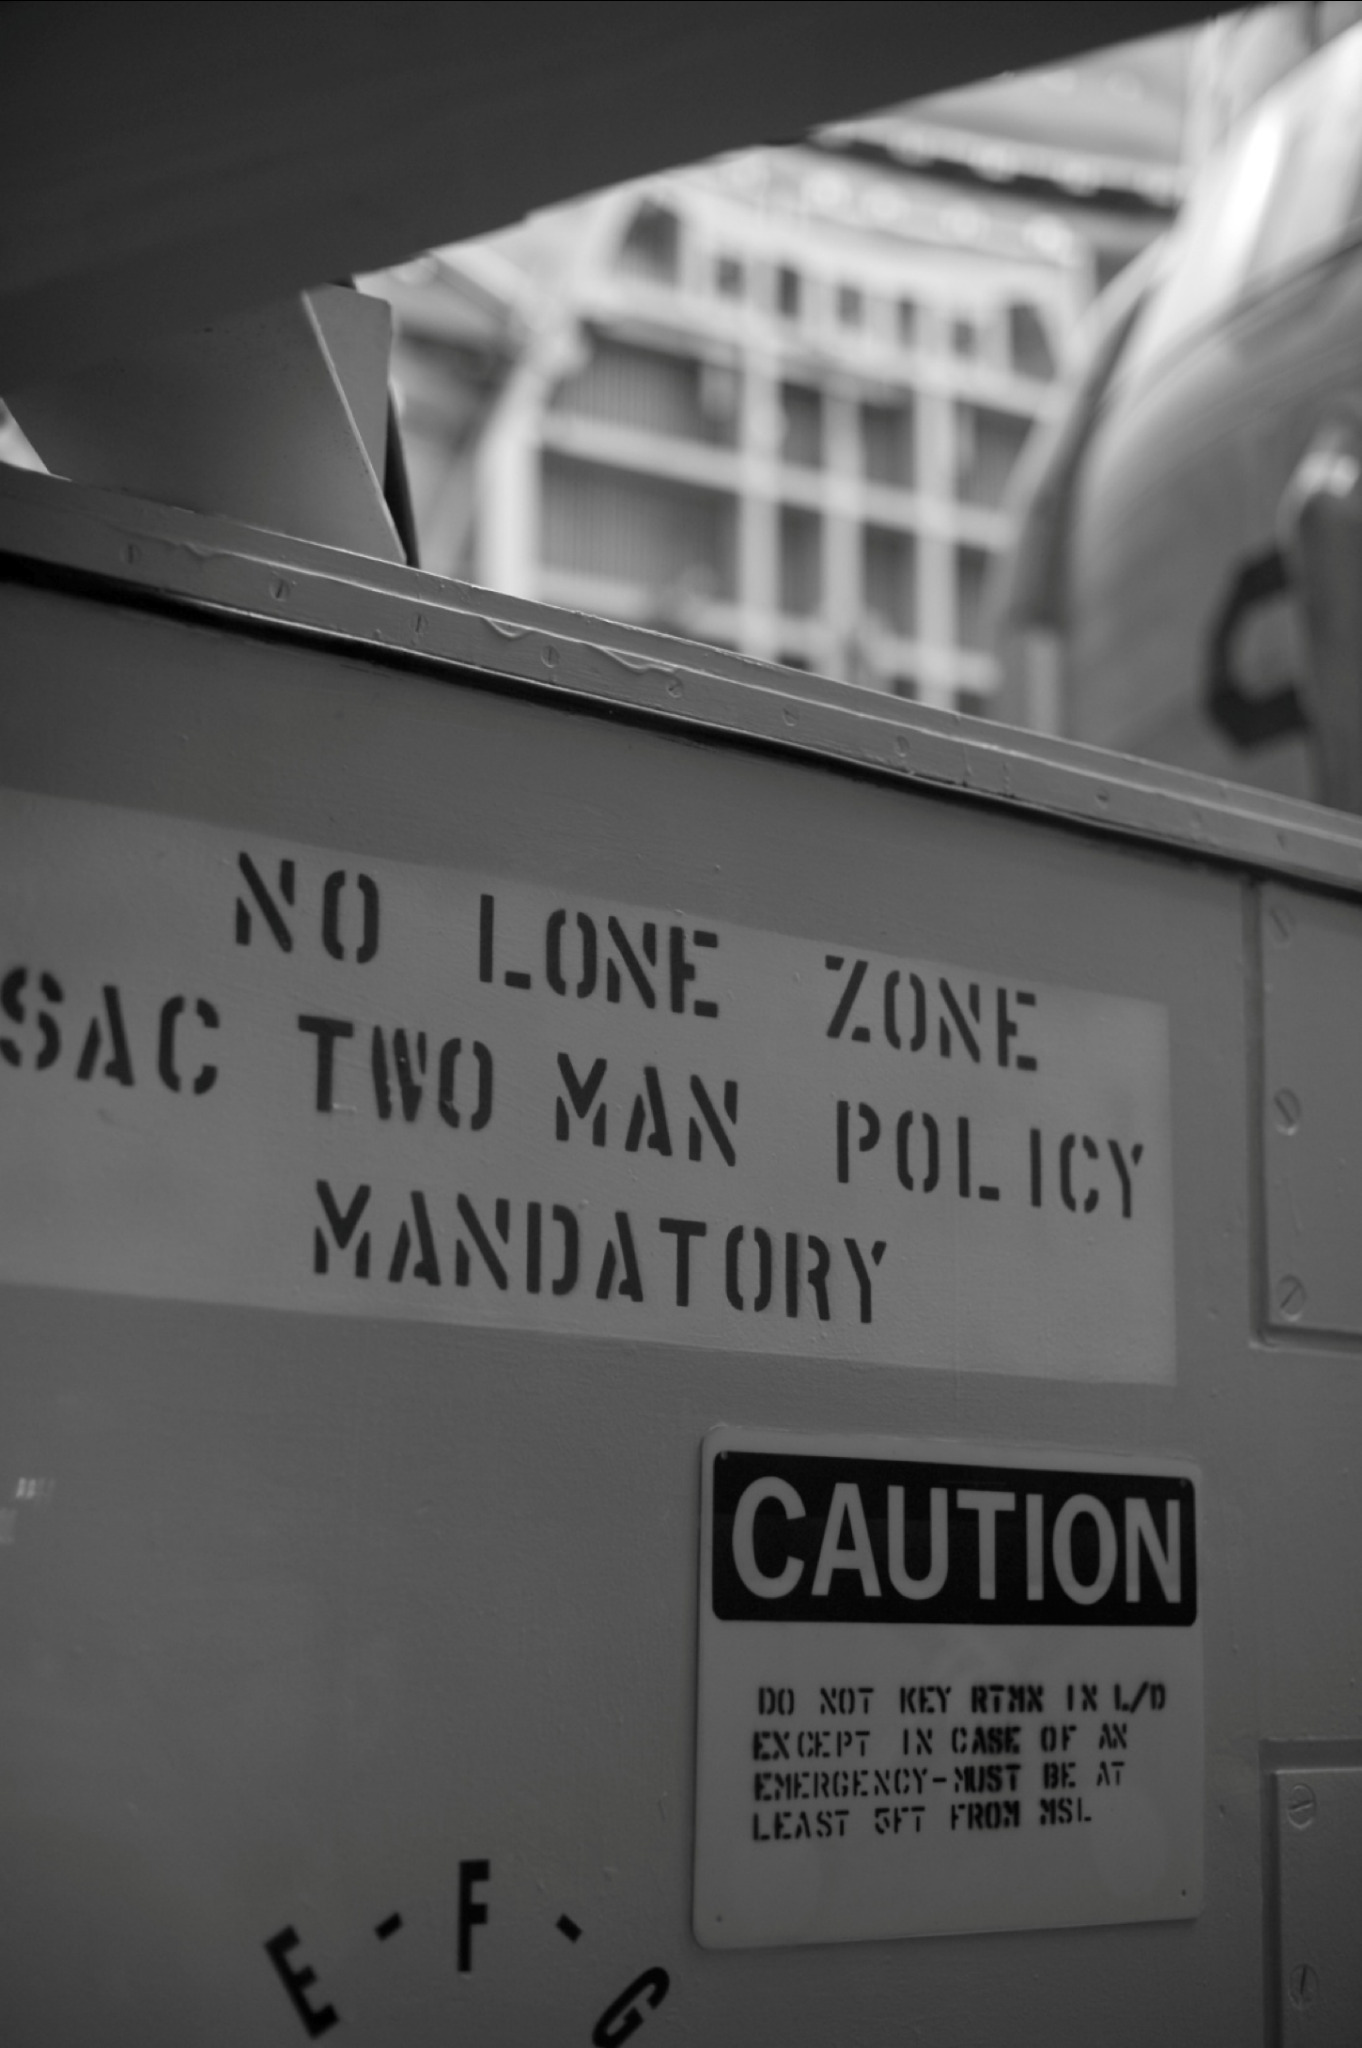 NO LONE ZONE
SAC TWO MAN POLICY
MANDATORY
CAUTION
DO NOT KEY RTMX IN L/D
EXCEPT IN CASE OF AN
EMERGENCY-MUST BE AT
LEAST 5FT FROM MSL
E - F - G